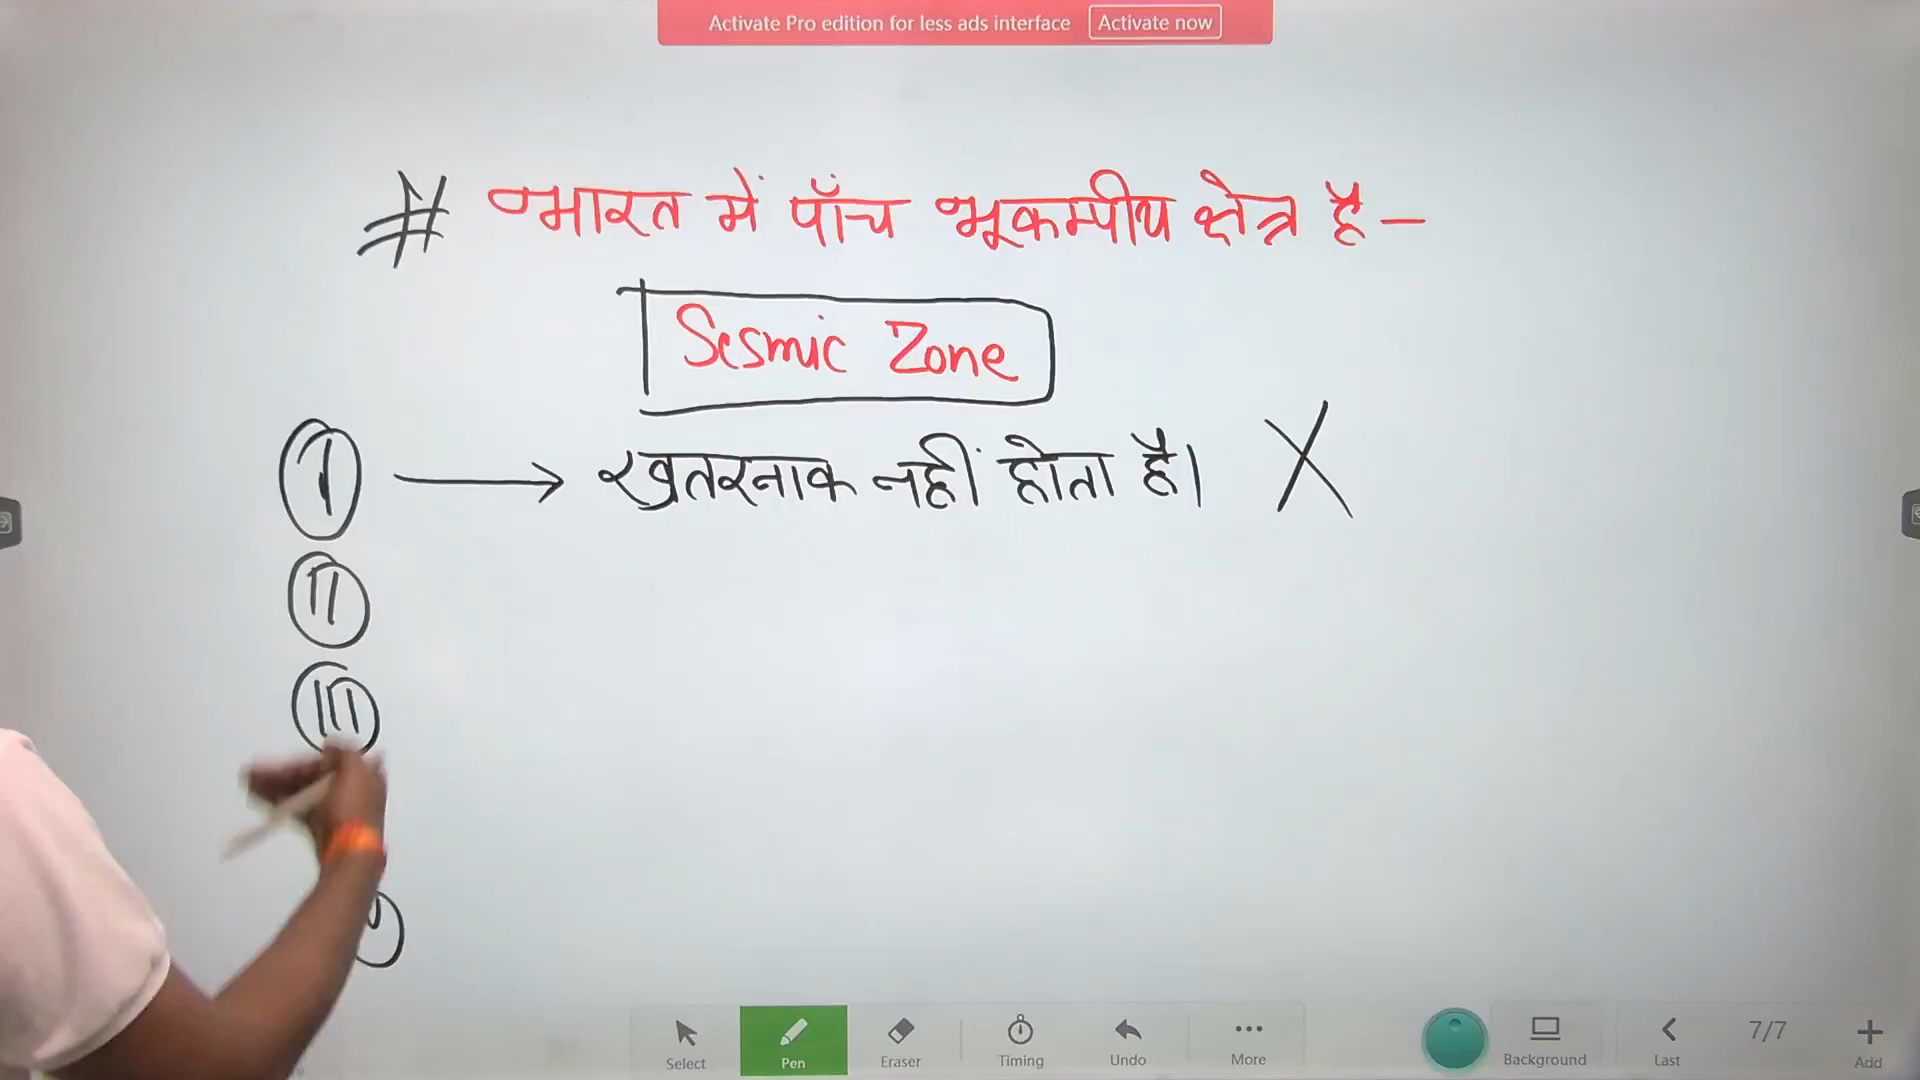 Activate Pro edition for less ads interface Activate now
# भारत में पाँच भूकम्पीय क्षेत्र है -
Sesmic Zone
I → खतरनाक नहीं होता है। X
II
III
Select Pen Eraser Timing Undo More Background Last 7/7 Add